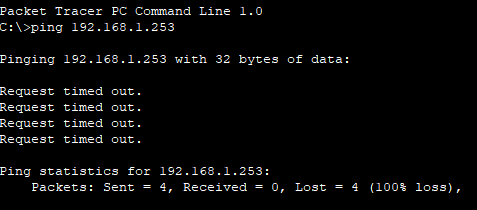 Packet Tracer PC Command Line 1.0
C:\>ping 192.168.1.253
Pinging 192.168.1.253 with 32 bytes of data:
Request timed out.
Request timed out.
Request timed out.
Request timed out.
Ping statistics for 192.168.1.253:
    Packets: Sent = 4, Received = 0, Lost = 4 (100% loss),